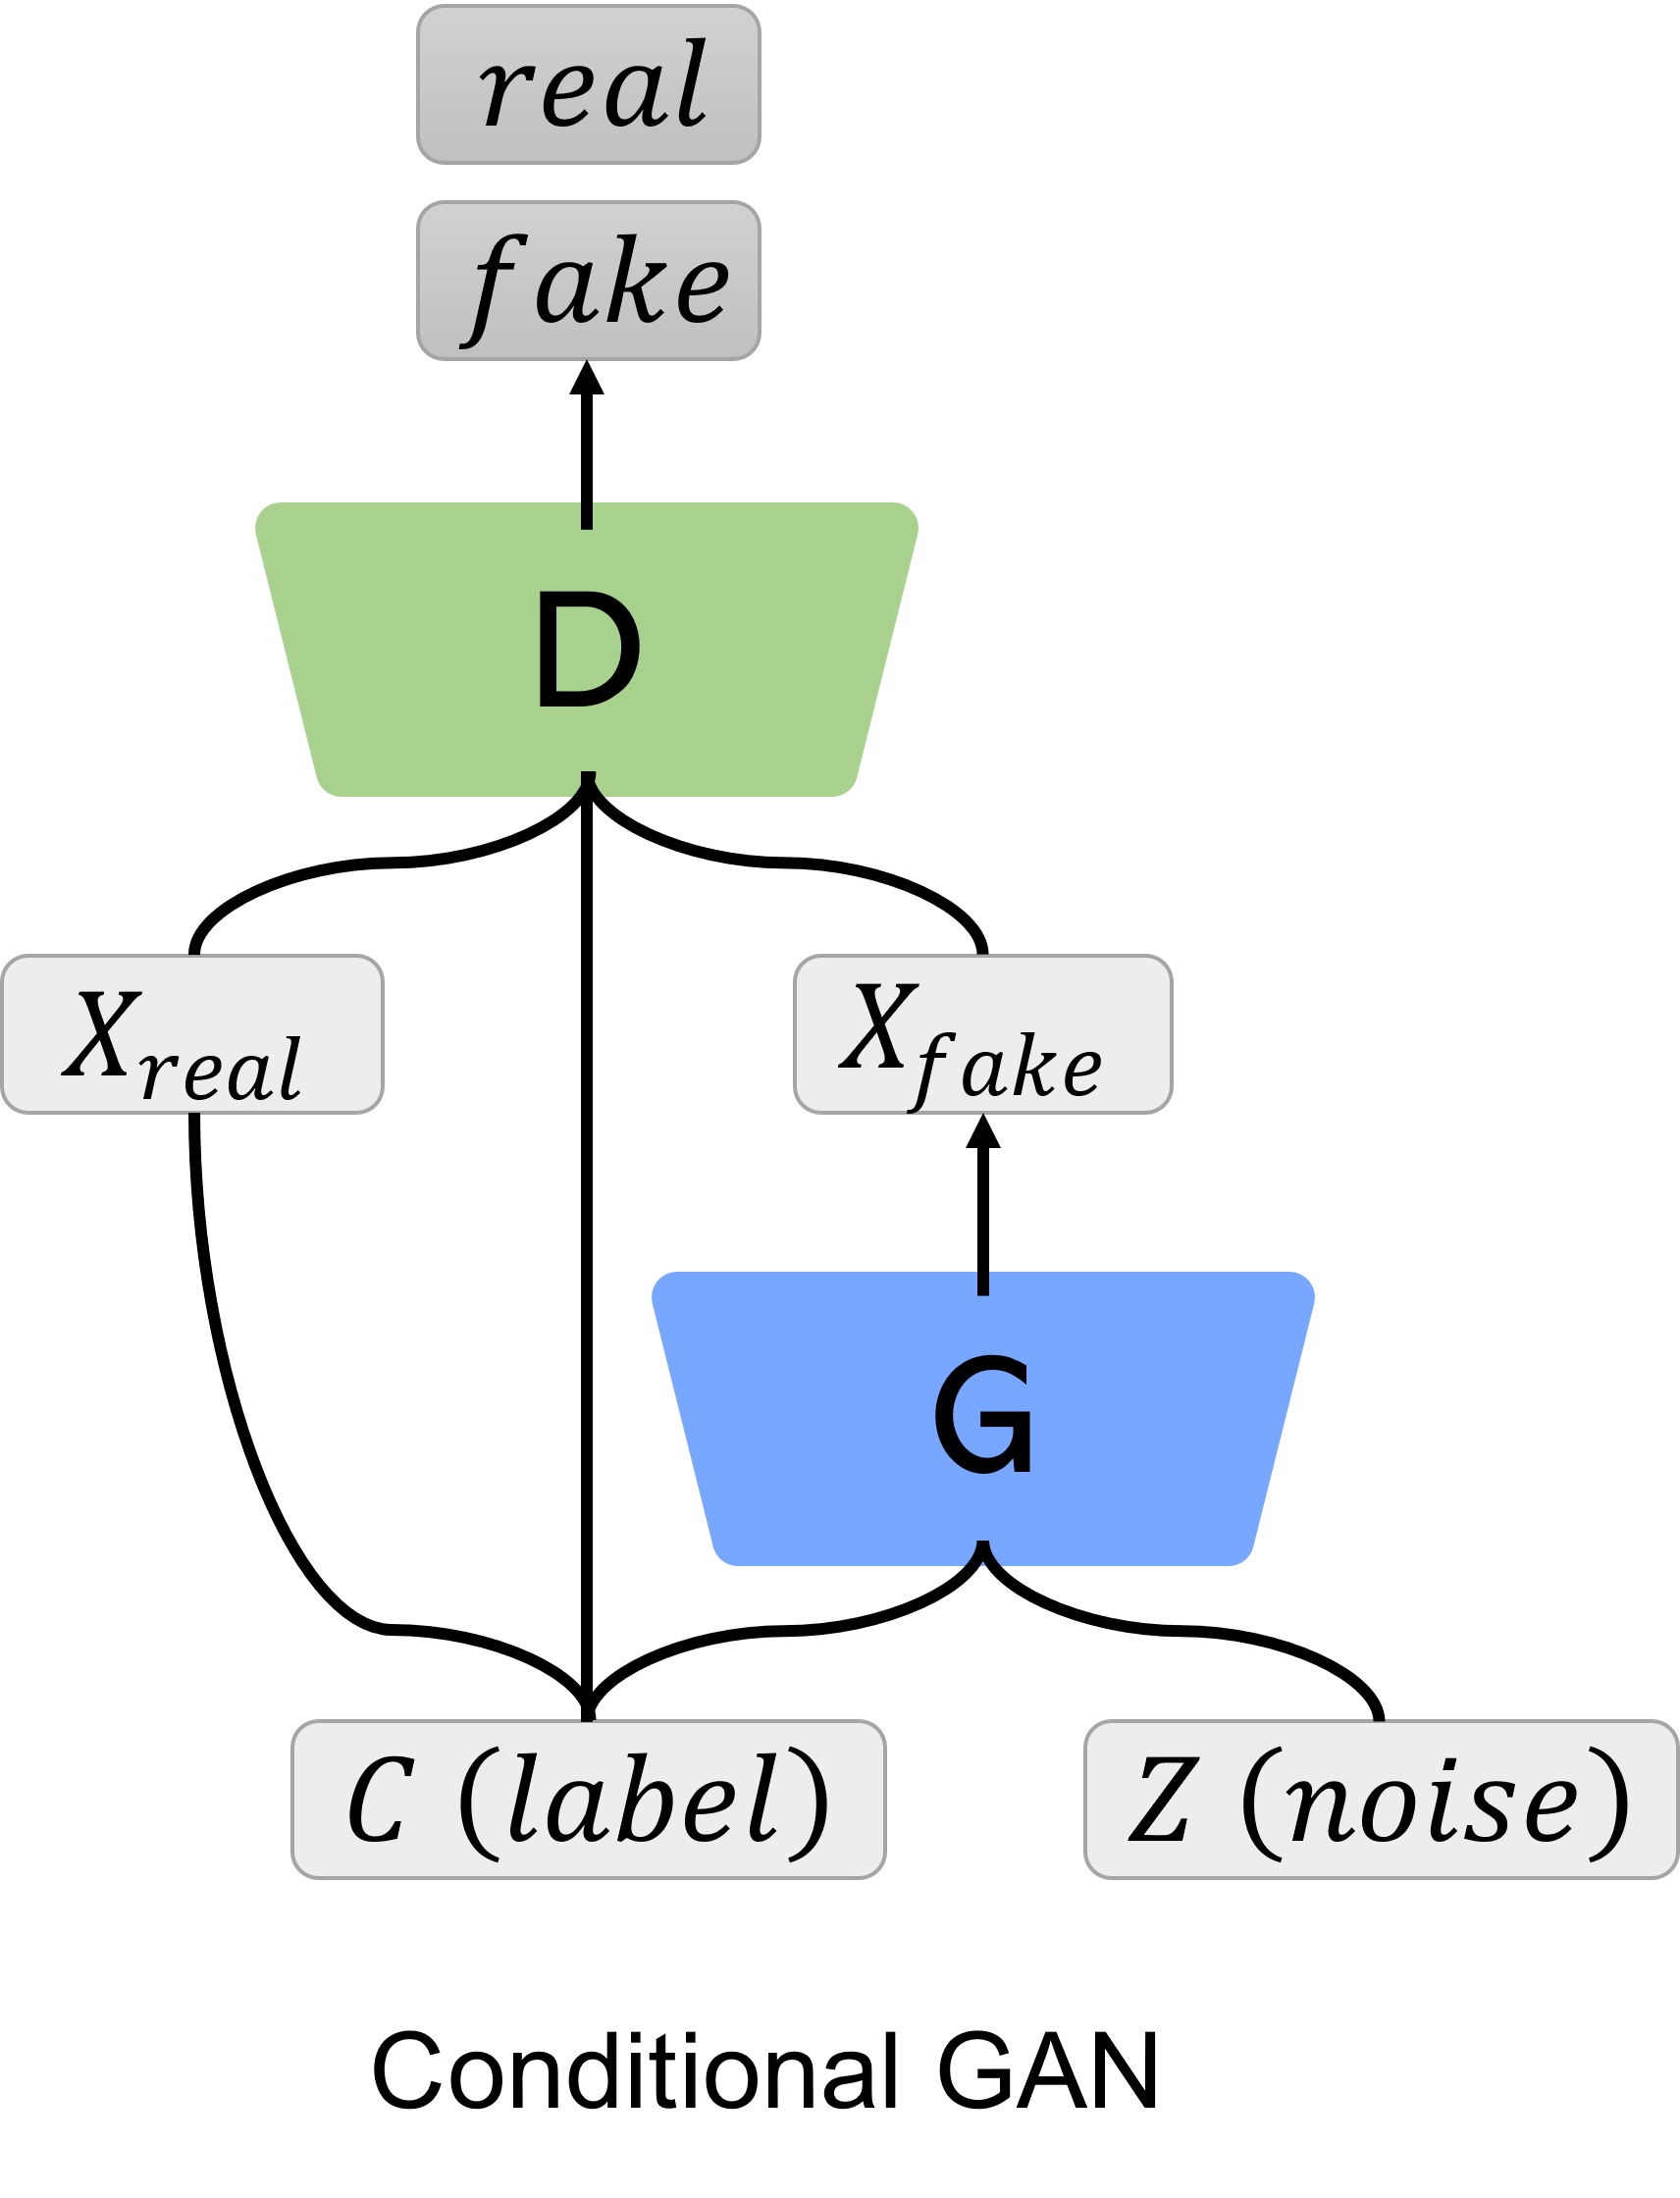 real
fake
D
X_real
X_fake
G
C (label)
Z (noise)
Conditional GAN